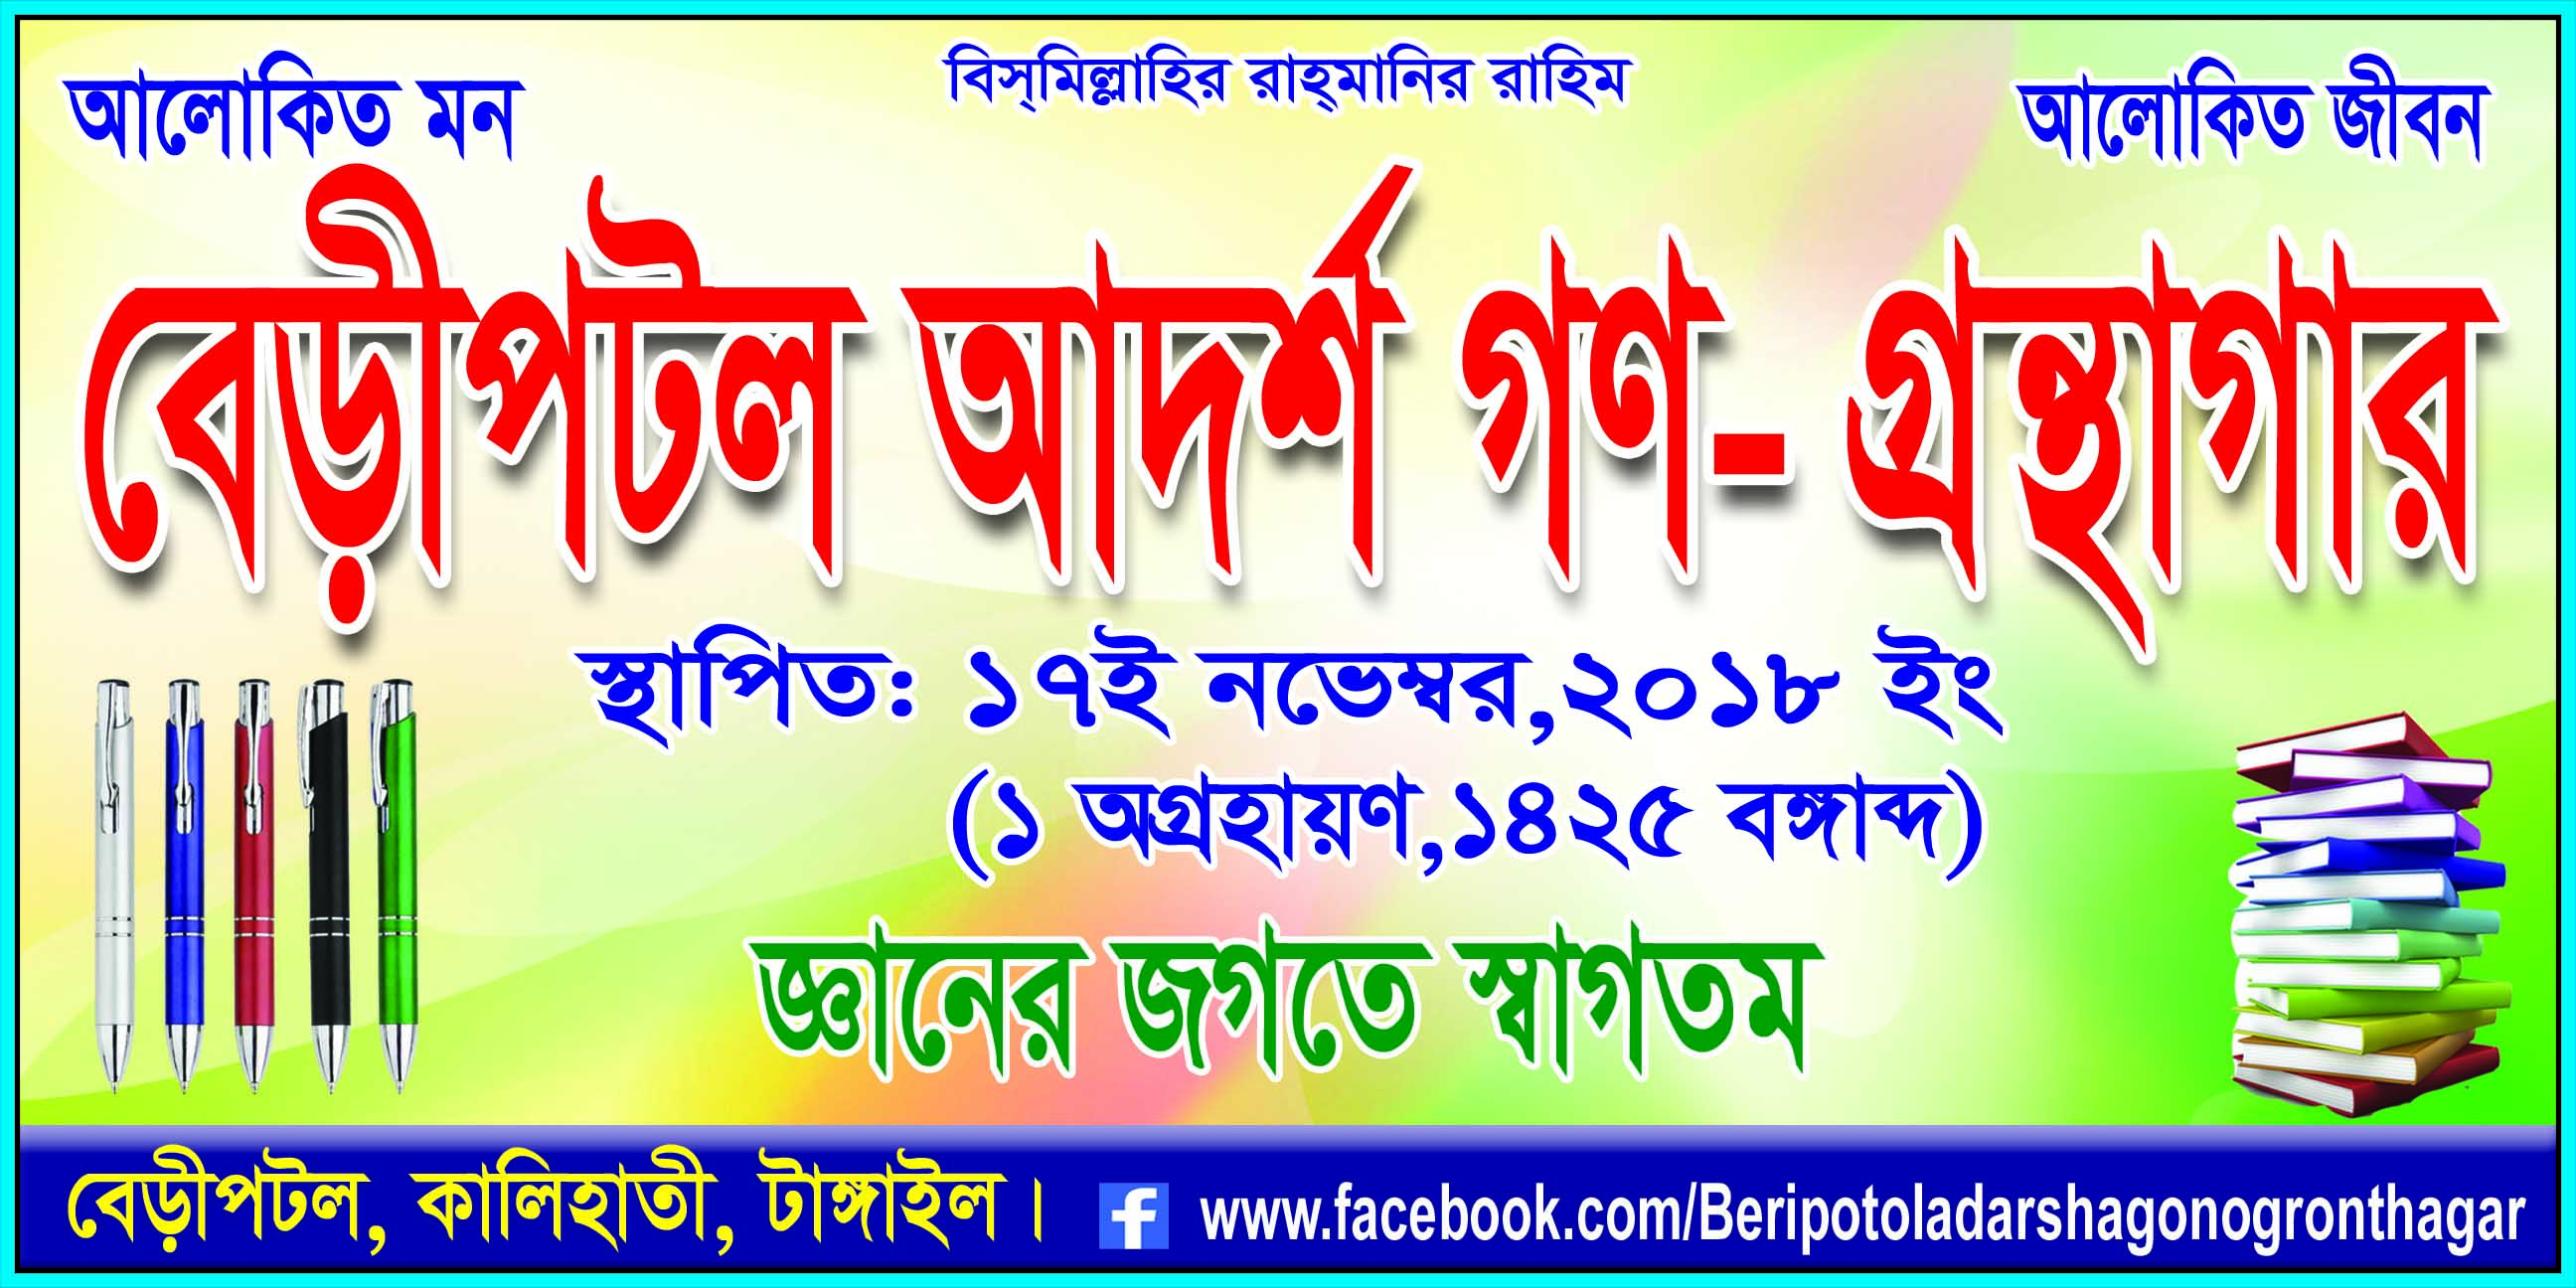 বিস্‌মিল্লাহির রাহ্‌মানির রাহিম
আলোকিত মন
আলোকিত জীবন
বেড়ীপটল আদর্শ গণ- গ্রন্থাগার
স্থাপিত: ১৭ই নভেম্বর,২০১৮ ইং
(১ অগ্রহায়ণ,১৪২৫ বঙ্গাব্দ)
জ্ঞানের জগতে স্বাগতম
বেড়ীপটল, কালিহাতী, টাঙ্গাইল।
f www.facebook.com/Beripotoladarshagonogronthagar